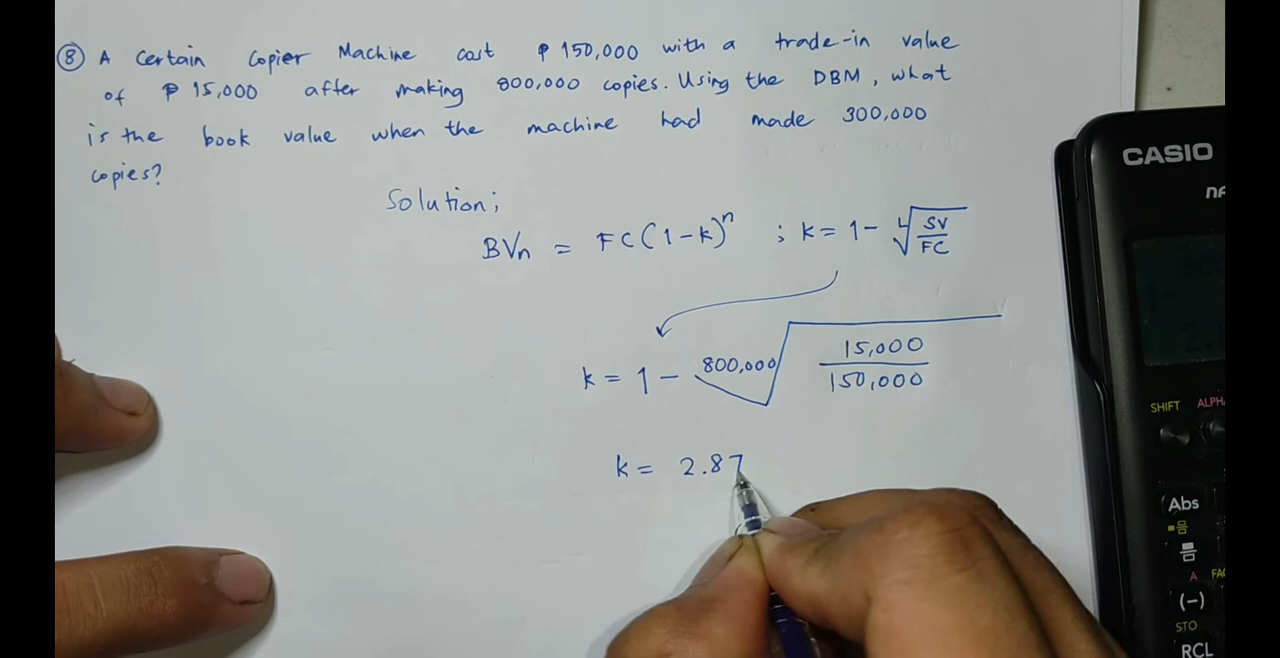 ⑧ A Certain Copier Machine cost ₱ 150,000 with a trade-in value
of ₱ 15,000 after making 800,000 copies. Using the DBM, what
is the book value when the machine had made 300,000
copies?
Solution;
BVn = FC(1-k)^n ; k = 1 - L√(SV/FC)
k = 1 - 800,000√(15,000/150,000)
k = 2.87
CASIO
SHIFT ALPH
Abs
A FA
(-)
STO
RCL